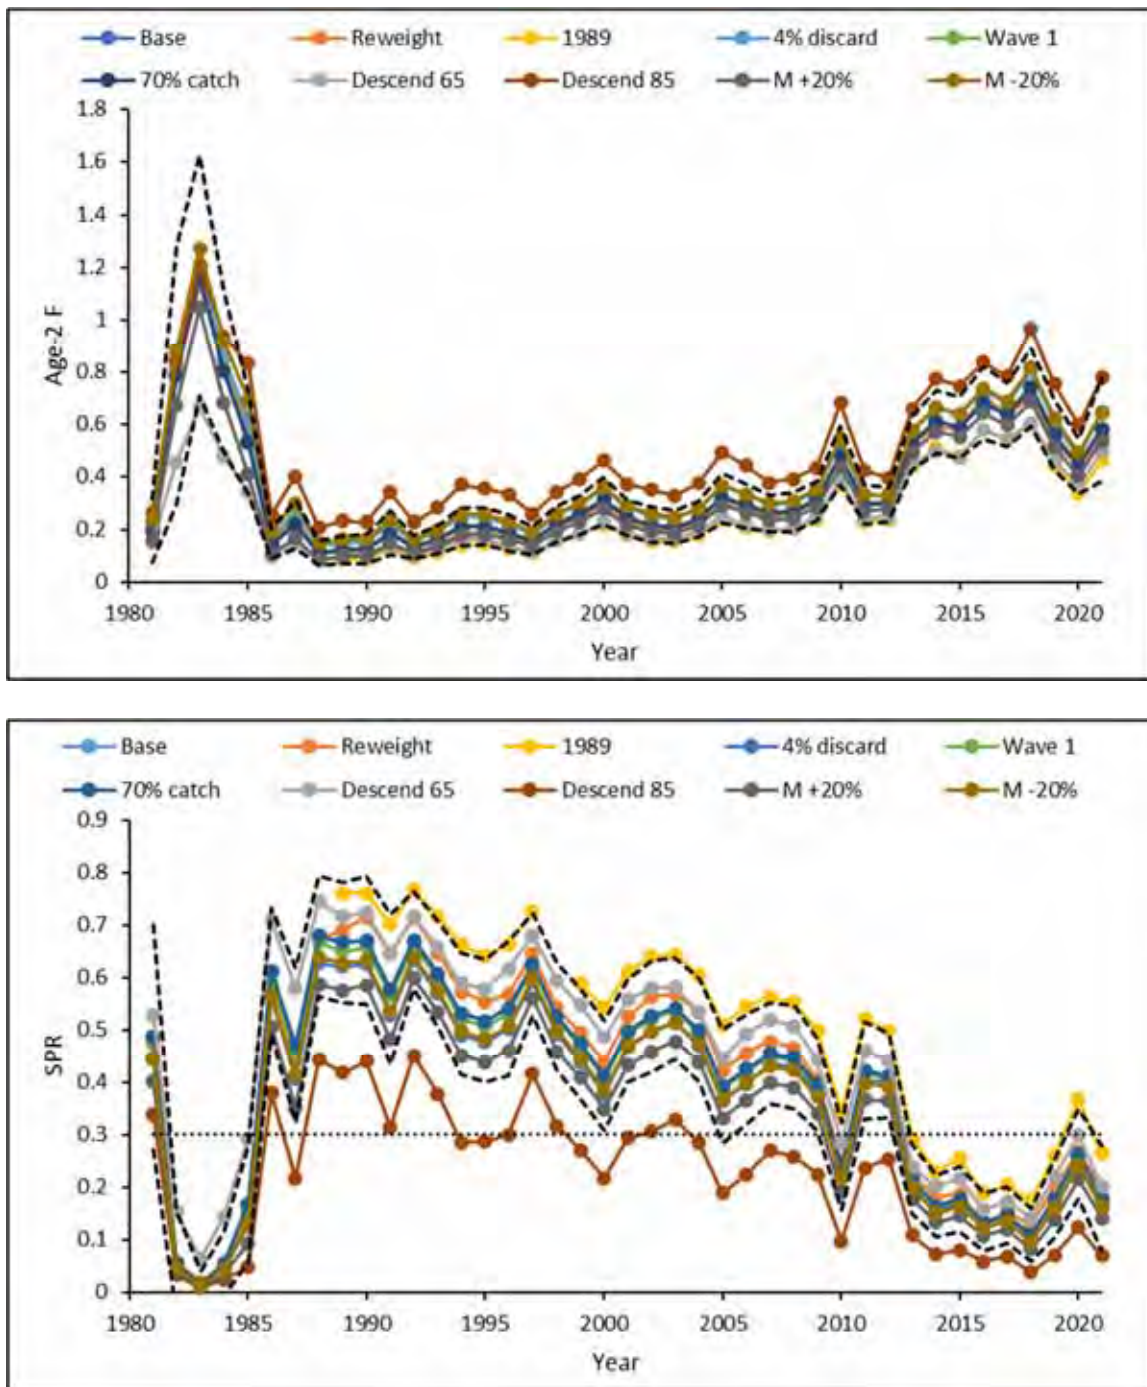 Base Reweight 1989 4% discard Wave 1
70% catch Descend 65 Descend 85 M +20% M -20%
1.8
1.6
1.4
1.2
1
0.8
0.6
0.4
0.2
0
Age-2 F
1980 1985 1990 1995 2000 2005 2010 2015 2020
Year
Base Reweight 1989 4% discard Wave 1
70% catch Descend 65 Descend 85 M +20% M -20%
0.9
0.8
0.7
0.6
0.5
0.4
0.3
0.2
0.1
0
SPR
1980 1985 1990 1995 2000 2005 2010 2015 2020
Year